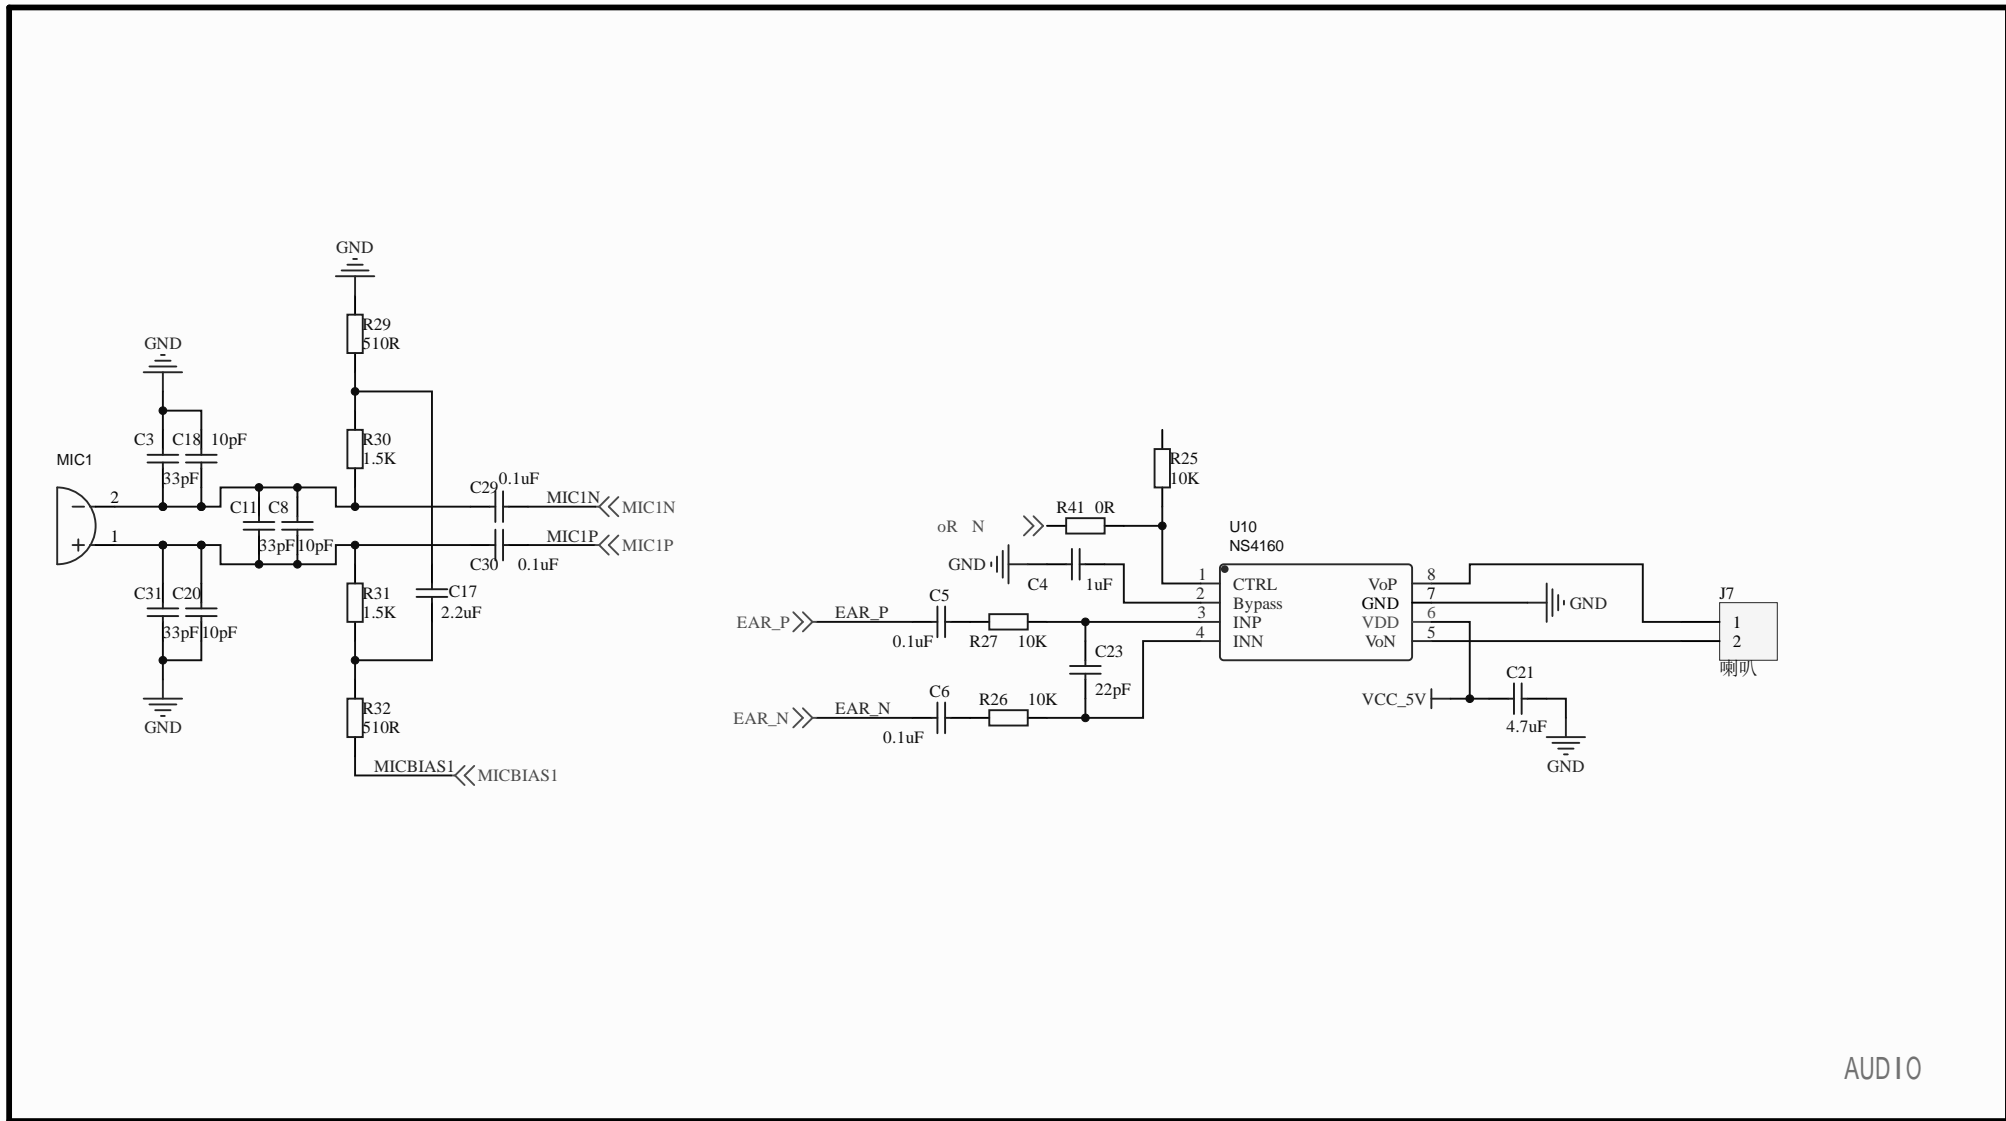 GND
R29
510R
GND
C3 C18 10pF
33pF
R30
1.5K
MIC1
2
1
C11 C8
33pF 10pF
C29 0.1uF
MIC1N MIC1N
MIC1P MIC1P
C30 0.1uF
C31 C20
33pF 10pF
R31
1.5K
C17
2.2uF
GND
R32
510R
MICBIAS1 MICBIAS1
R25
10K
R41 0R
oR N
GND
C4 1uF
U10
NS4160
1 CTRL
2 Bypass
3 INP
4 INN
VoP 8
GND 7
VDD 6
VoN 5
GND
J7
1
2
喇叭
EAR_P EAR_P
C5
0.1uF
R27 10K
C23
22pF
EAR_N EAR_N
C6
0.1uF
R26 10K
VCC_5V
C21
4.7uF
GND
AUDIO